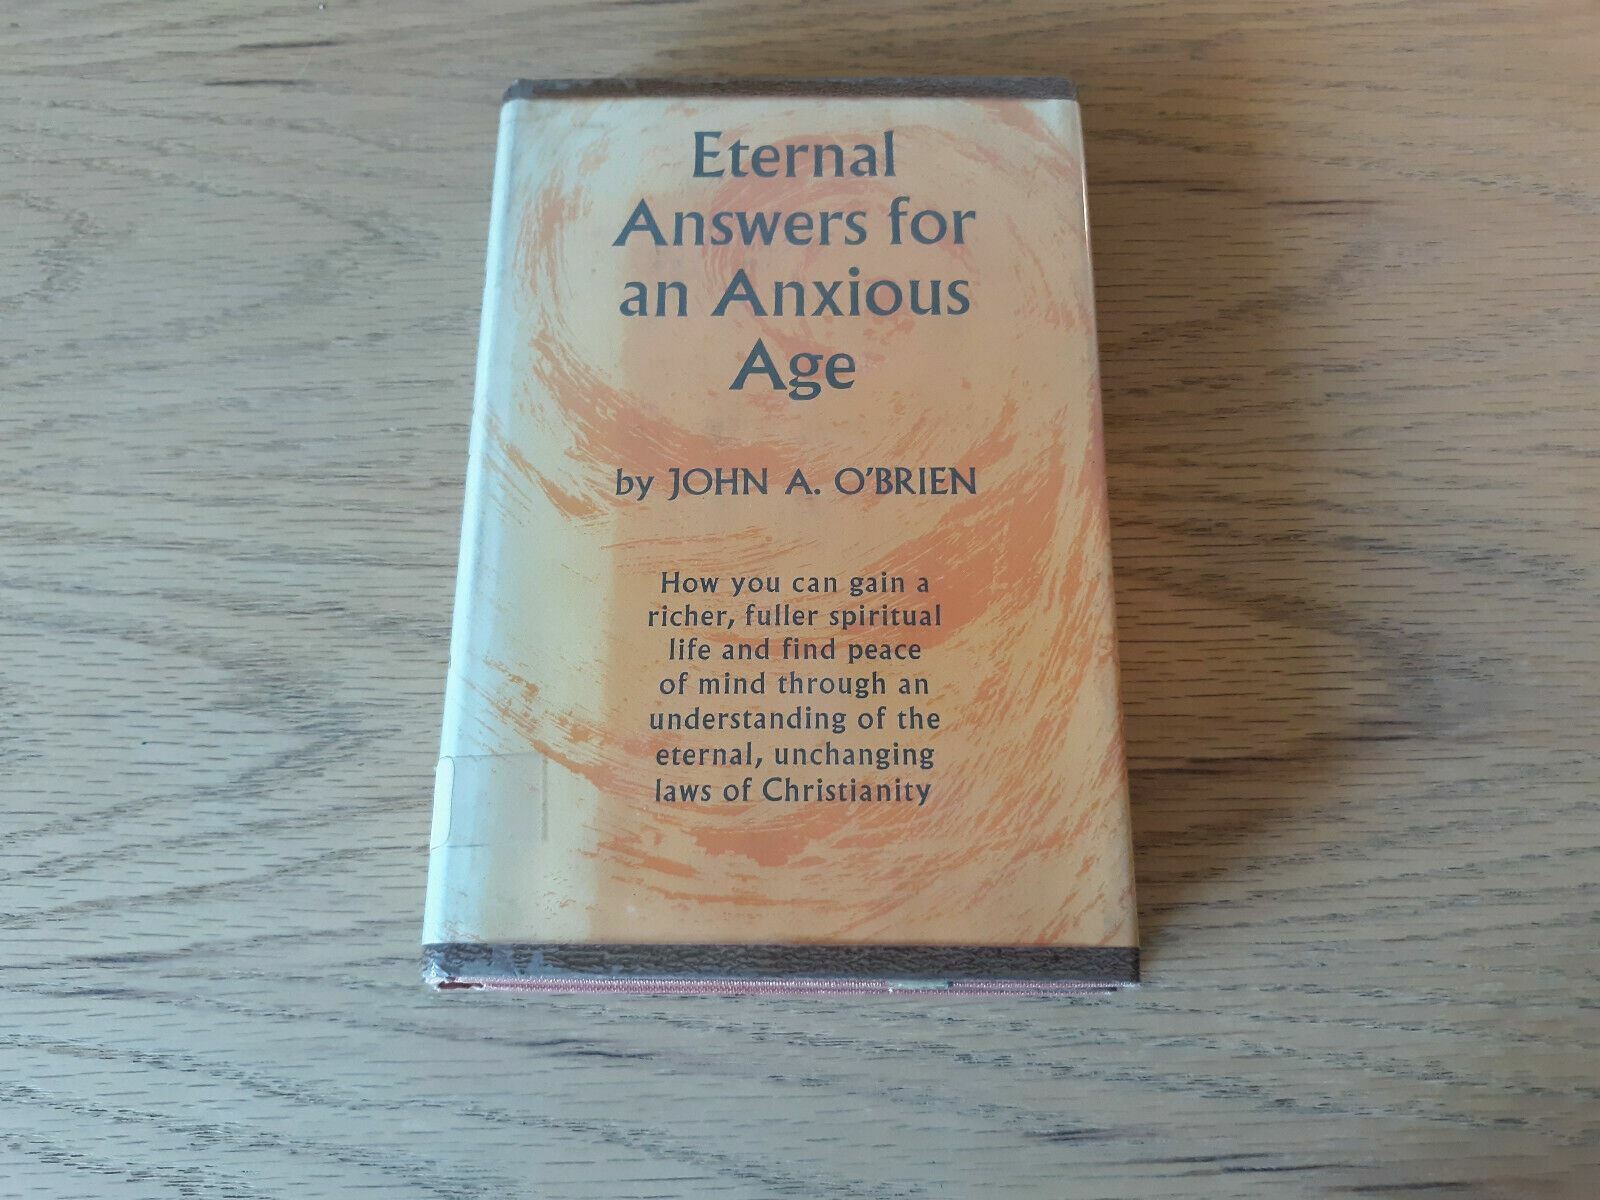 Eternal
Answers for
an Anxious
Age
by JOHN A. O'BRIEN
How you can gain a
richer, fuller spiritual
life and find peace
of mind through an
understanding of the
eternal, unchanging
laws of Christianity